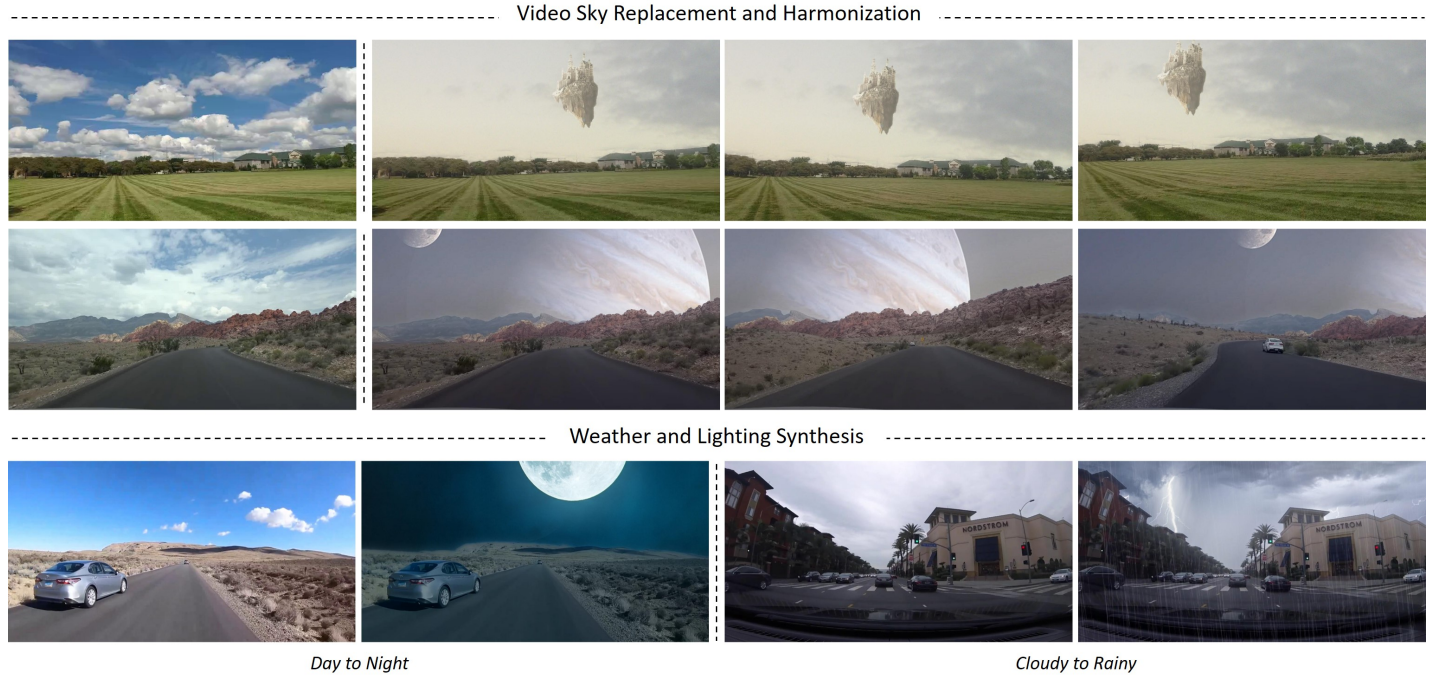 Video Sky Replacement and Harmonization
Weather and Lighting Synthesis
NORDSTROM
NORDSTROM
Day to Night
Cloudy to Rainy